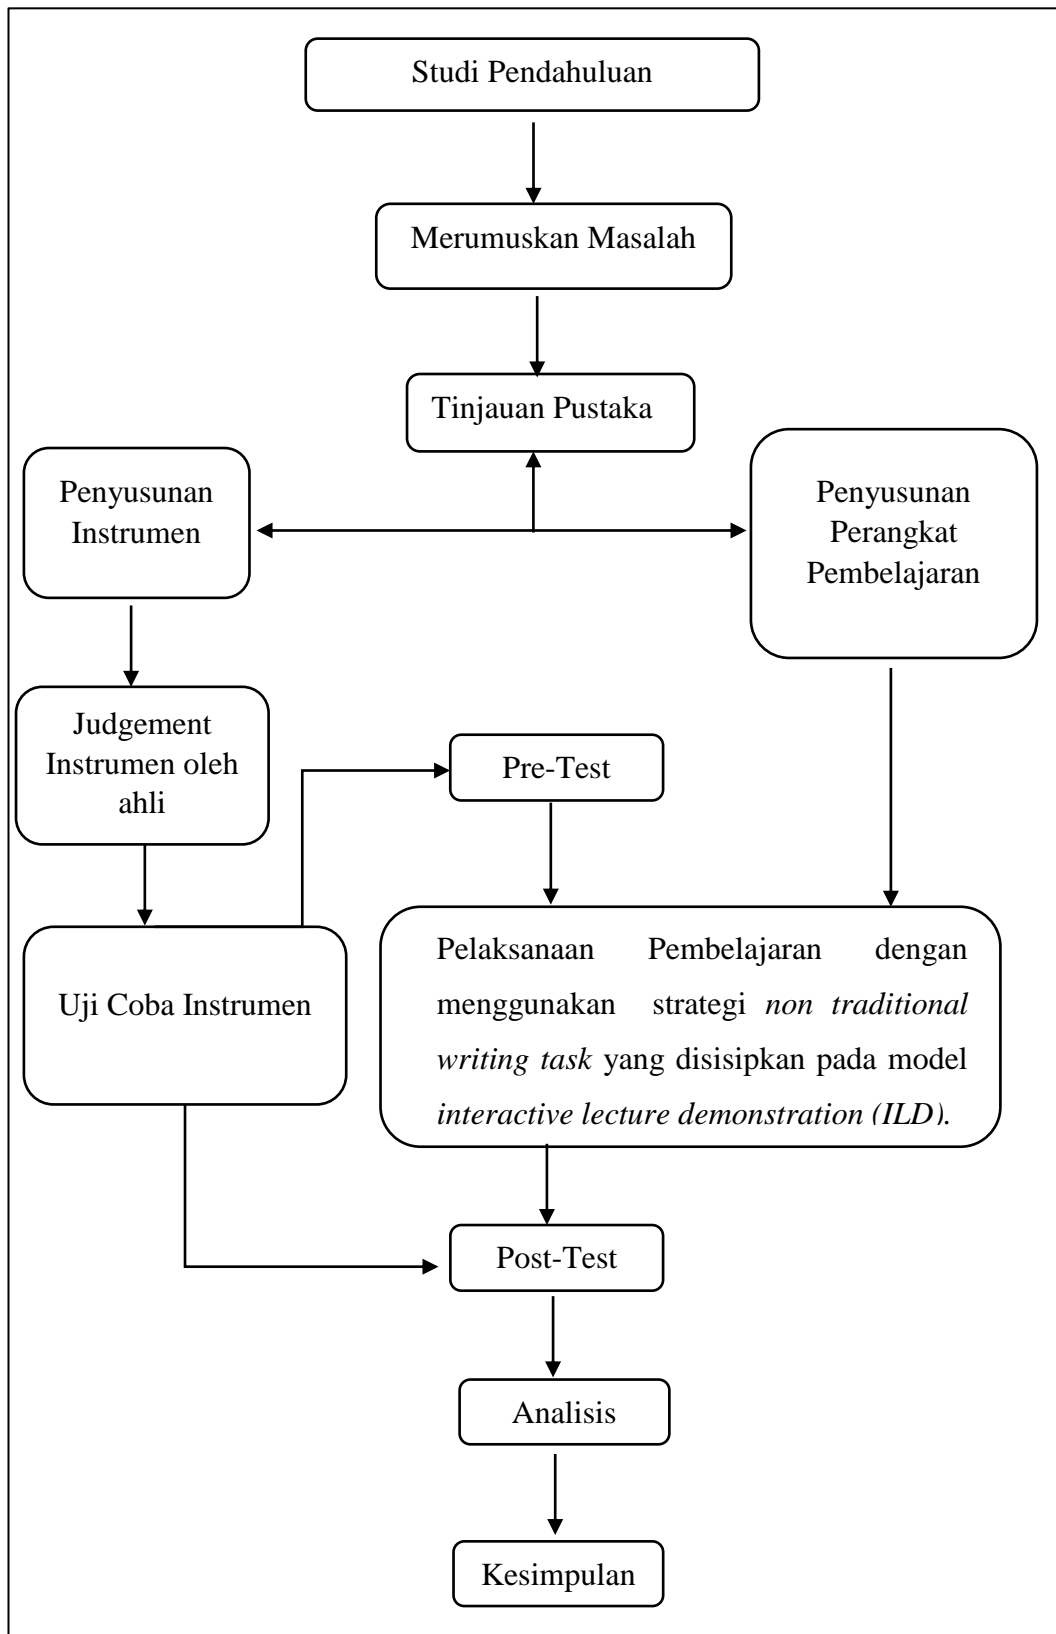 Studi Pendahuluan
Merumuskan Masalah
Tinjauan Pustaka
Penyusunan
Instrumen
Penyusunan
Perangkat
Pembelajaran
Judgement
Instrumen oleh
ahli
Pre-Test
Uji Coba Instrumen
Pelaksanaan Pembelajaran dengan
menggunakan strategi non traditional
writing task yang disisipkan pada model
interactive lecture demonstration (ILD).
Post-Test
Analisis
Kesimpulan